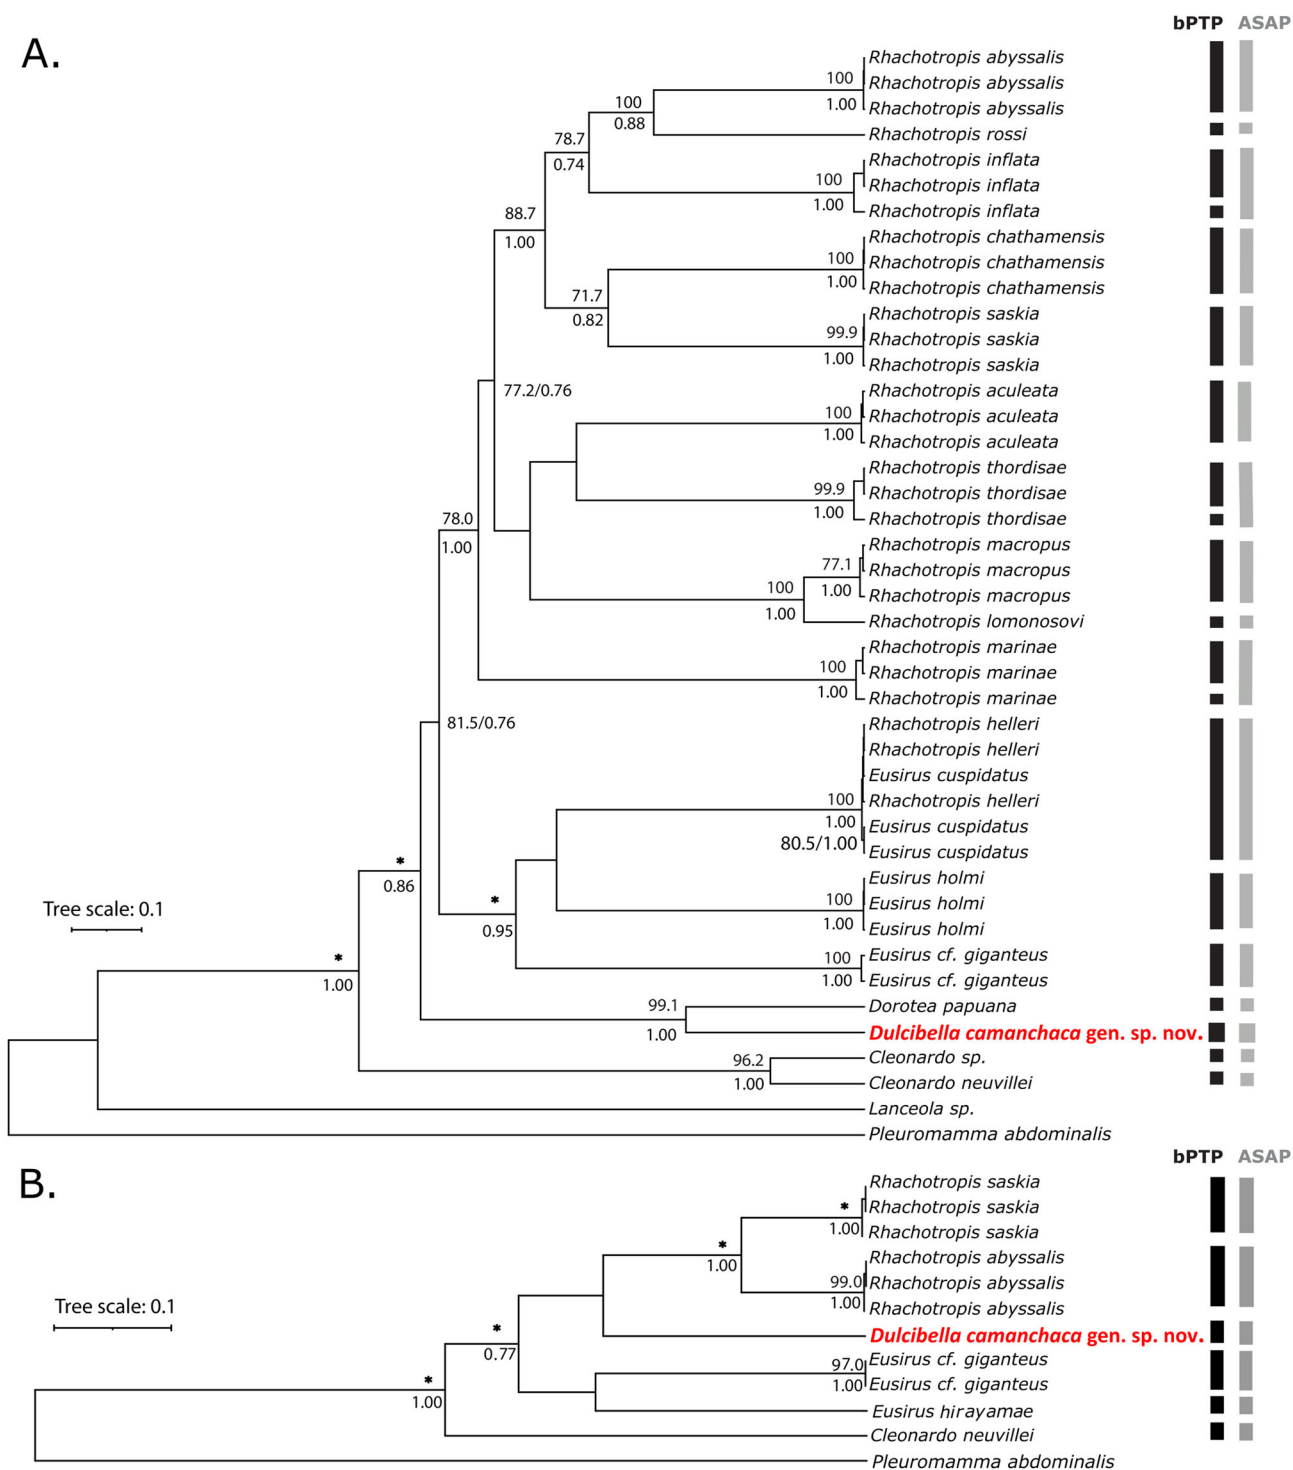 bPTP ASAP
A.
Rhachotropis abyssalis
100
Rhachotropis abyssalis
100
1.00
Rhachotropis abyssalis
0.88
Rhachotropis rossi
78.7
0.74
Rhachotropis inflata
100
Rhachotropis inflata
1.00
Rhachotropis inflata
88.7
1.00
Rhachotropis chathamensis
100
Rhachotropis chathamensis
1.00
Rhachotropis chathamensis
71.7
0.82
Rhachotropis saskia
99.9
Rhachotropis saskia
1.00
Rhachotropis saskia
77.2/0.76
Rhachotropis aculeata
100
Rhachotropis aculeata
1.00
Rhachotropis aculeata
Rhachotropis thordisae
99.9
Rhachotropis thordisae
1.00
Rhachotropis thordisae
78.0
1.00
Rhachotropis macropus
77.1
Rhachotropis macropus
100
1.00
Rhachotropis macropus
1.00
Rhachotropis lomonosovi
Rhachotropis marinae
100
Rhachotropis marinae
1.00
Rhachotropis marinae
81.5/0.76
Rhachotropis helleri
Rhachotropis helleri
Eusirus cuspidatus
100
Rhachotropis helleri
1.00
Eusirus cuspidatus
80.5/1.00
Eusirus cuspidatus
*
0.86
Eusirus holmi
100
Eusirus holmi
1.00
Eusirus holmi
*
0.95
Tree scale: 0.1
Eusirus cf. giganteus
100
1.00
Eusirus cf. giganteus
*
1.00
99.1
Dorotea papuana
1.00
Dulcibella camanchaca gen. sp. nov.
96.2
Cleonardo sp.
1.00
Cleonardo neuvillei
Lanceola sp.
Pleuromamma abdominalis
bPTP ASAP
B.
Rhachotropis saskia
*
Rhachotropis saskia
1.00
Rhachotropis saskia
*
1.00
Rhachotropis abyssalis
99.0
Rhachotropis abyssalis
1.00
Rhachotropis abyssalis
Tree scale: 0.1
*
0.77
Dulcibella camanchaca gen. sp. nov.
97.0
Eusirus cf. giganteus
1.00
Eusirus cf. giganteus
*
1.00
Eusirus hirayamae
Cleonardo neuvillei
Pleuromamma abdominalis